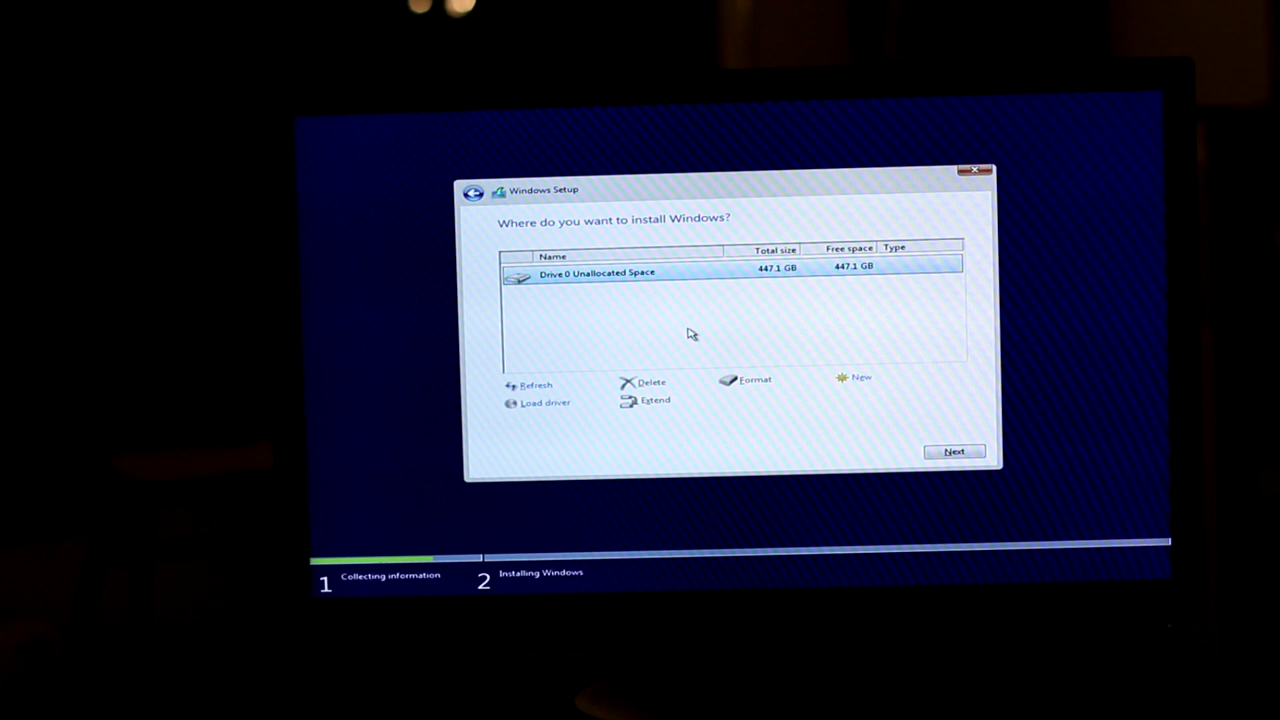 Windows Setup
Where do you want to install Windows?
Name Total size Free space Type
Drive 0 Unallocated Space 447.1 GB 447.1 GB
Refresh Delete Format New
Load driver Extend
Next
1 Collecting information 2 Installing Windows